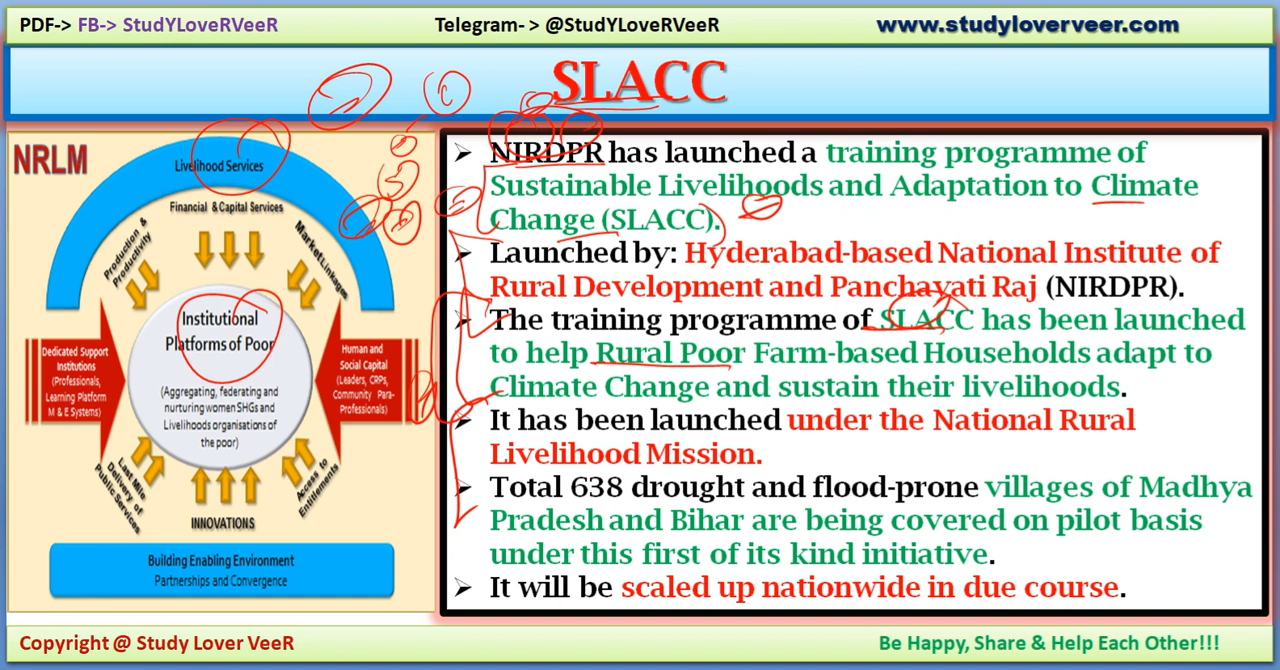 PDF-> FB-> StudYLoveRVeeR
Telegram- > @StudYLoveRVeeR
www.studyloverveer.com
SLACC
NRLM
Livelihood Services
Financial & Capital Services
Production &
Productivity
Market Linkages
Institutional
Platforms of Poor
(Aggregating, federating and
nurturing women SHGs and
Livelihoods organisations of
the poor)
Dedicated Support
Institutions
(Professionals,
Learning Platform
M & E Systems)
Human and
Social Capital
(Leaders, CRPs,
Community Para-
Professionals)
Last Mile
Delivery of
Public Services
INNOVATIONS
Access to
Entitlements
Building Enabling Environment
Partnerships and Convergence
➢ NIRDPR has launched a training programme of
Sustainable Livelihoods and Adaptation to Climate
Change (SLACC).
➢ Launched by: Hyderabad-based National Institute of
Rural Development and Panchayati Raj (NIRDPR).
➢ The training programme of SLACC has been launched
to help Rural Poor Farm-based Households adapt to
Climate Change and sustain their livelihoods.
➢ It has been launched under the National Rural
Livelihood Mission.
➢ Total 638 drought and flood-prone villages of Madhya
Pradesh and Bihar are being covered on pilot basis
under this first of its kind initiative.
➢ It will be scaled up nationwide in due course.
Copyright @ Study Lover VeeR
Be Happy, Share & Help Each Other!!!